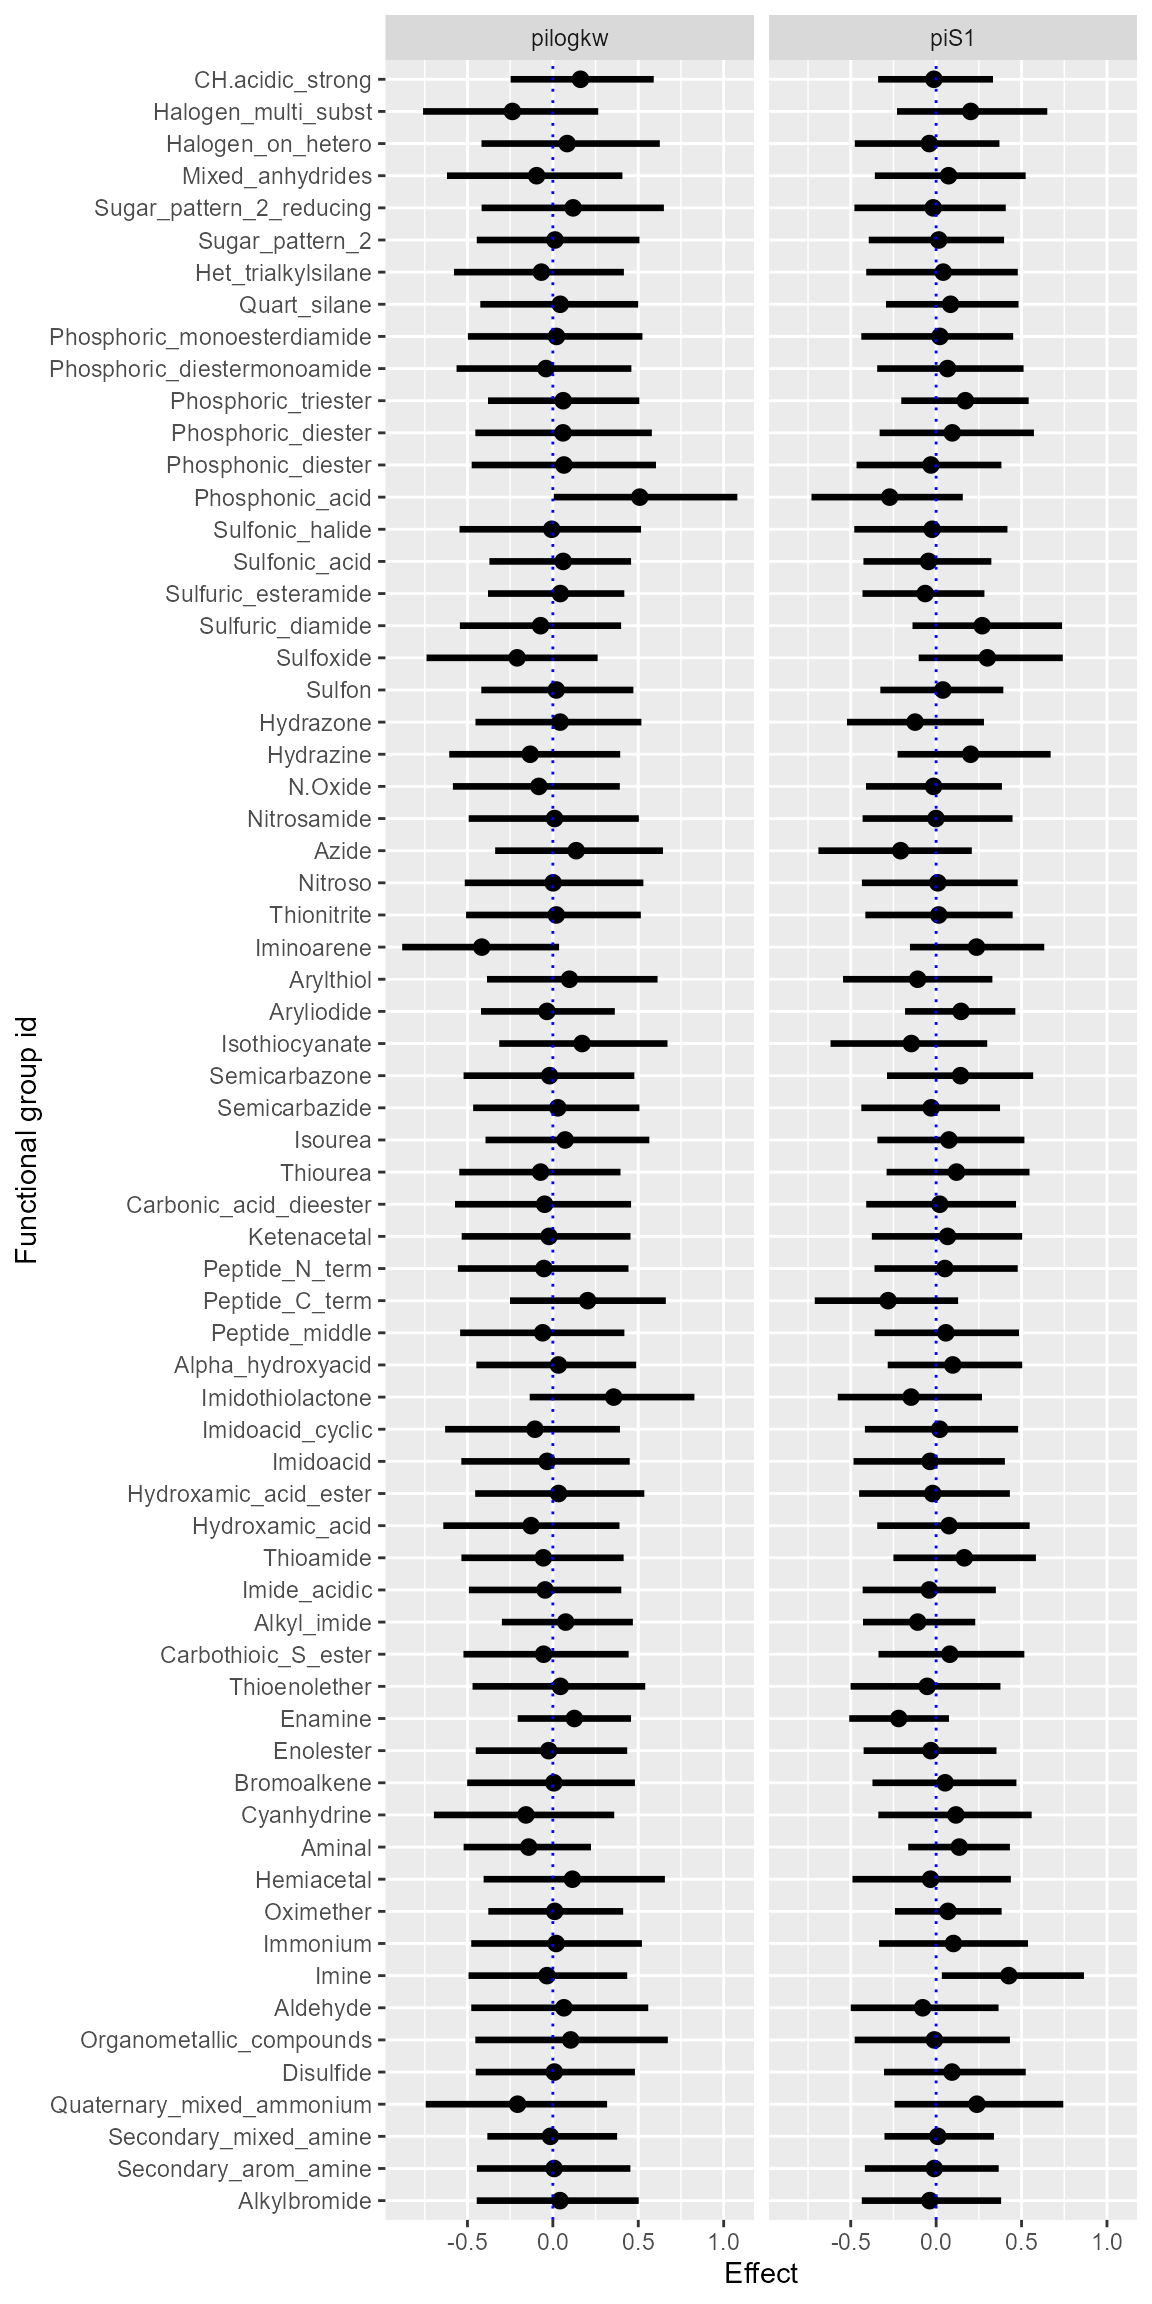 pilogkw
piS1
CH.acidic_strong
Halogen_multi_subst
Halogen_on_hetero
Mixed_anhydrides
Sugar_pattern_2_reducing
Sugar_pattern_2
Het_trialkylsilane
Quart_silane
Phosphoric_monoesterdiamide
Phosphoric_diestermonoamide
Phosphoric_triester
Phosphoric_diester
Phosphonic_diester
Phosphonic_acid
Sulfonic_halide
Sulfonic_acid
Sulfuric_esteramide
Sulfuric_diamide
Sulfoxide
Sulfon
Hydrazone
Hydrazine
N.Oxide
Nitrosamide
Azide
Nitroso
Thionitrite
Iminoarene
Arylthiol
Aryliodide
Isothiocyanate
Semicarbazone
Semicarbazide
Isourea
Thiourea
Carbonic_acid_dieester
Ketenacetal
Peptide_N_term
Peptide_C_term
Peptide_middle
Alpha_hydroxyacid
Imidothiolactone
Imidoacid_cyclic
Imidoacid
Hydroxamic_acid_ester
Hydroxamic_acid
Thioamide
Imide_acidic
Alkyl_imide
Carbothioic_S_ester
Thioenolether
Enamine
Enolester
Bromoalkene
Cyanhydrine
Aminal
Hemiacetal
Oximether
Immonium
Imine
Aldehyde
Organometallic_compounds
Disulfide
Quaternary_mixed_ammonium
Secondary_mixed_amine
Secondary_arom_amine
Alkylbromide
Functional group id
-0.5 0.0 0.5 1.0 -0.5 0.0 0.5 1.0
Effect